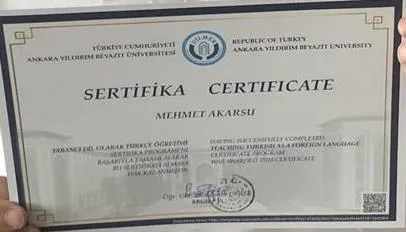 TÜRKİYE CUMHURİYETİ
ANKARA YILDIRIM BEYAZIT ÜNİVERSİTESİ
REPUBLIC OF TURKEY
ANKARA YILDIRIM BEYAZIT UNIVERSITY
SERTİFİKA CERTIFICATE
MEHMET AKARSU
YABANCI DİL OLARAK TÜRKÇE ÖĞRETİMİ
SERTİFİKA PROGRAMINI
BAŞARIYLA TAMAMLAYARAK
BU SERTİFİKAYI ALMAYA
HAK KAZANMIŞTIR.
HAVING SUCCESSFULLY COMPLETED
TEACHING TURKISH AS A FOREIGN LANGUAGE
CERTIFICATE PROGRAM
WAS AWARDED THIS CERTIFICATE.
T.C.
Öğr. Gör.